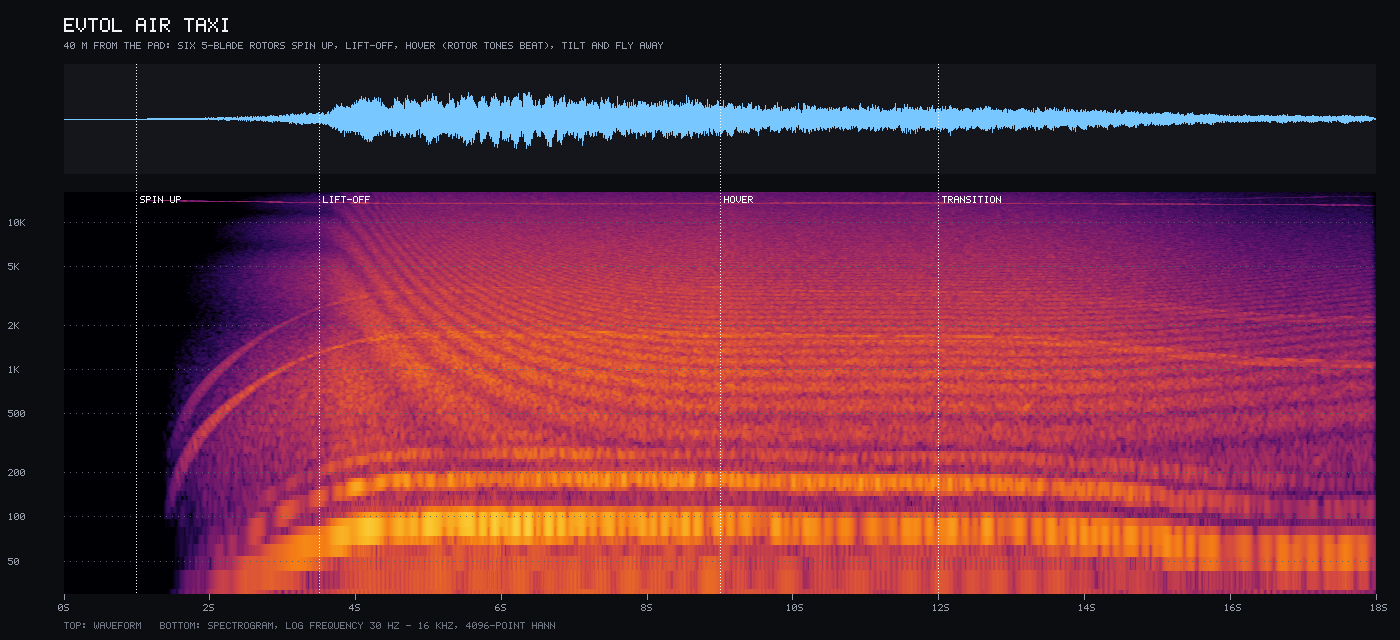 EVTOL AIR TAXI
40 M FROM THE PAD: SIX 5-BLADE ROTORS SPIN UP, LIFT-OFF, HOVER (ROTOR TONES BEAT), TILT AND FLY AWAY
SPIN UP LIFT-OFF HOVER TRANSITION
10K
5K
2K
1K
500
200
100
50
0S 2S 4S 6S 8S 10S 12S 14S 16S 18S
TOP: WAVEFORM BOTTOM: SPECTROGRAM, LOG FREQUENCY 30 HZ - 16 KHZ, 4096-POINT HANN